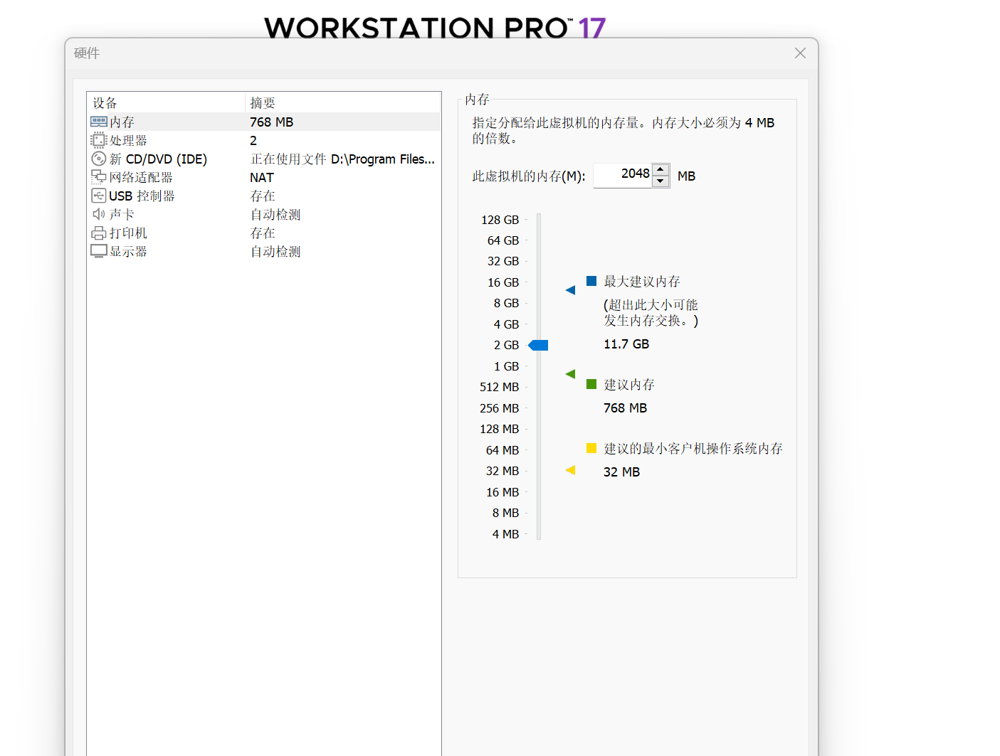 WORKSTATION PRO™ 17
硬件
设备 摘要
内存 768 MB
处理器 2
新 CD/DVD (IDE) 正在使用文件 D:\Program Files...
网络适配器 NAT
USB 控制器 存在
声卡 自动检测
打印机 存在
显示器 自动检测
内存
指定分配给此虚拟机的内存量。内存大小必须为 4 MB
的倍数。
此虚拟机的内存(M): 2048 MB
128 GB
64 GB
32 GB
16 GB
8 GB
4 GB
2 GB
1 GB
512 MB
256 MB
128 MB
64 MB
32 MB
16 MB
8 MB
4 MB
最大建议内存
(超出此大小可能
发生内存交换。)
11.7 GB
建议内存
768 MB
建议的最小客户机操作系统内存
32 MB